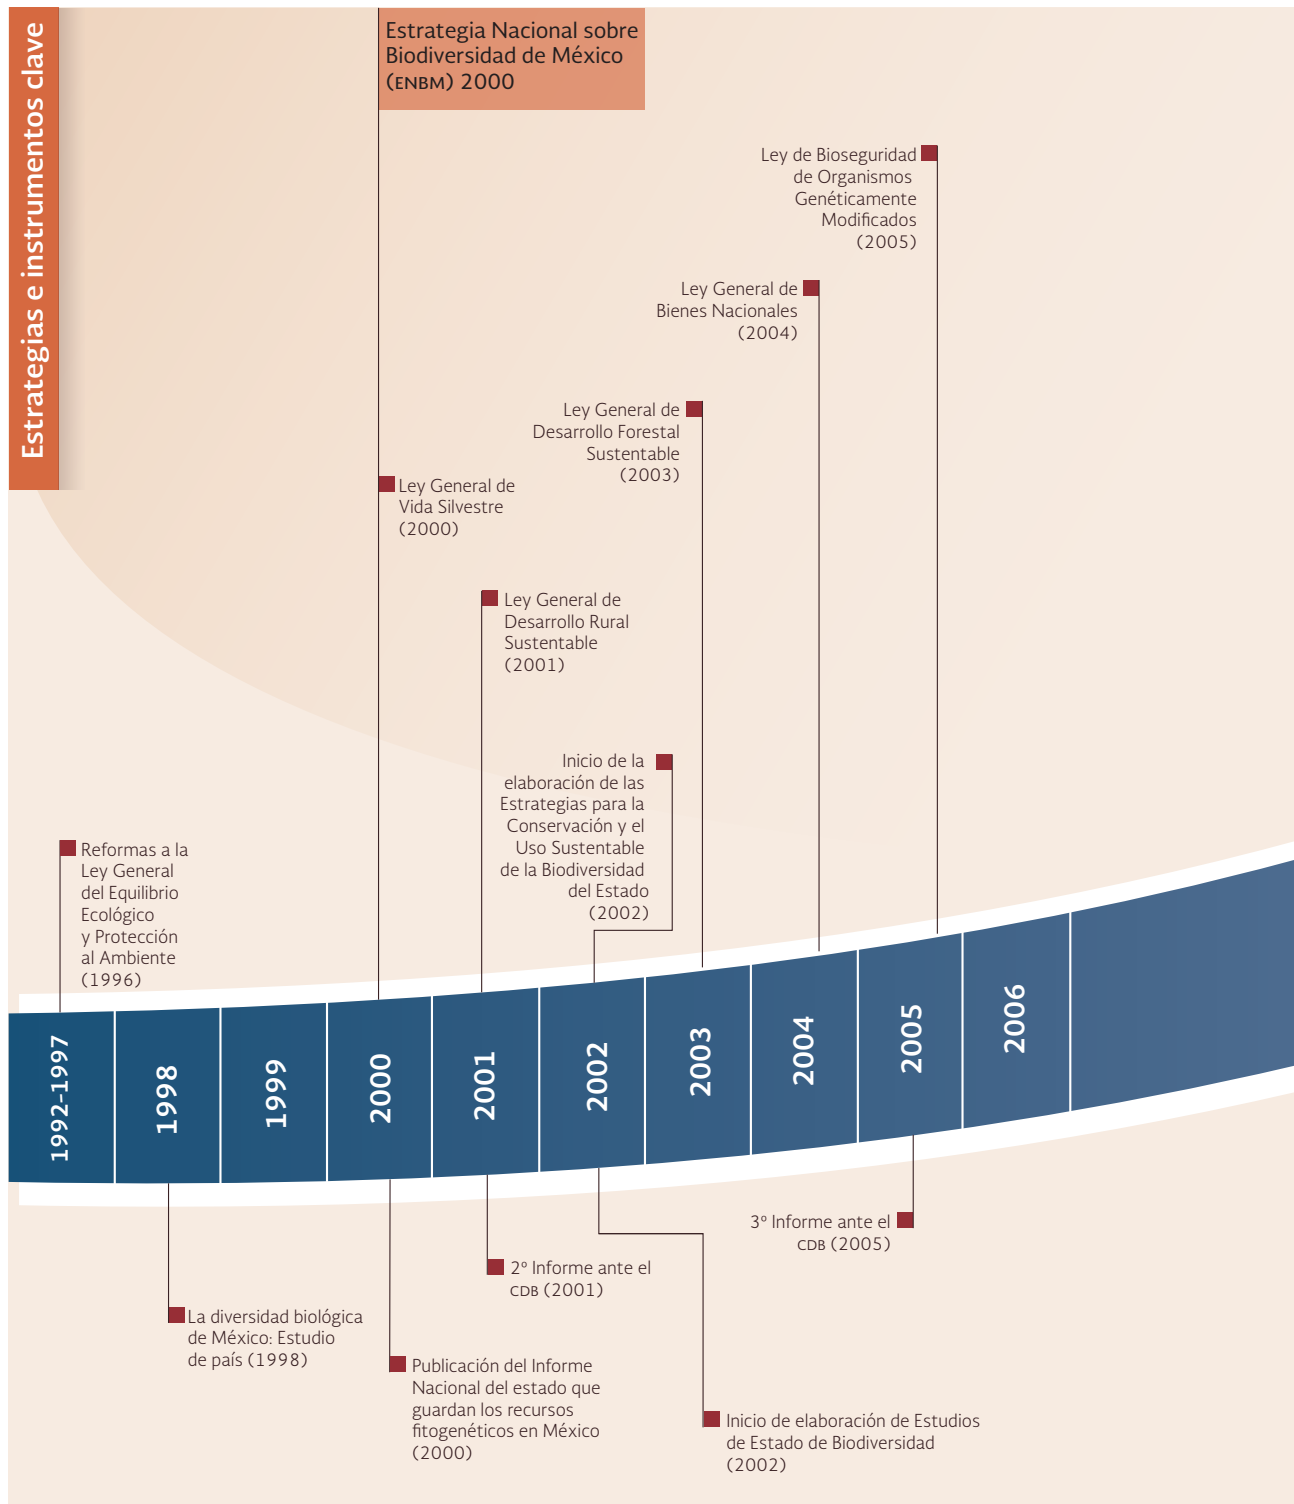 Estrategias e instrumentos clave
Estrategia Nacional sobre
Biodiversidad de México
(ENBM) 2000
Ley de Bioseguridad
de Organismos
Genéticamente
Modificados
(2005)
Ley General de
Bienes Nacionales
(2004)
Ley General de
Desarrollo Forestal
Sustentable
(2003)
Ley General de
Vida Silvestre
(2000)
Ley General de
Desarrollo Rural
Sustentable
(2001)
Inicio de la
elaboración de las
Estrategias para la
Conservación y el
Uso Sustentable
de la Biodiversidad
del Estado
(2002)
Reformas a la
Ley General
del Equilibrio
Ecológico
y Protección
al Ambiente
(1996)
1992-1997
1998
1999
2000
2001
2002
2003
2004
2005
2006
3º Informe ante el
CDB (2005)
2º Informe ante el
CDB (2001)
La diversidad biológica
de México: Estudio
de país (1998)
Publicación del Informe
Nacional del estado que
guardan los recursos
fitogenéticos en México
(2000)
Inicio de elaboración de Estudios
de Estado de Biodiversidad
(2002)